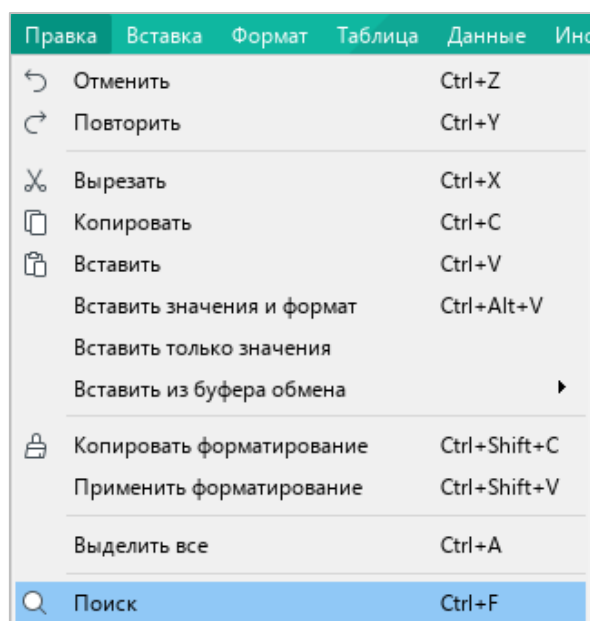 Правка Вставка Формат Таблица Данные Инс
Отменить Ctrl+Z
Повторить Ctrl+Y
Вырезать Ctrl+X
Копировать Ctrl+C
Вставить Ctrl+V
Вставить значения и формат Ctrl+Alt+V
Вставить только значения
Вставить из буфера обмена
Копировать форматирование Ctrl+Shift+C
Применить форматирование Ctrl+Shift+V
Выделить все Ctrl+A
Поиск Ctrl+F